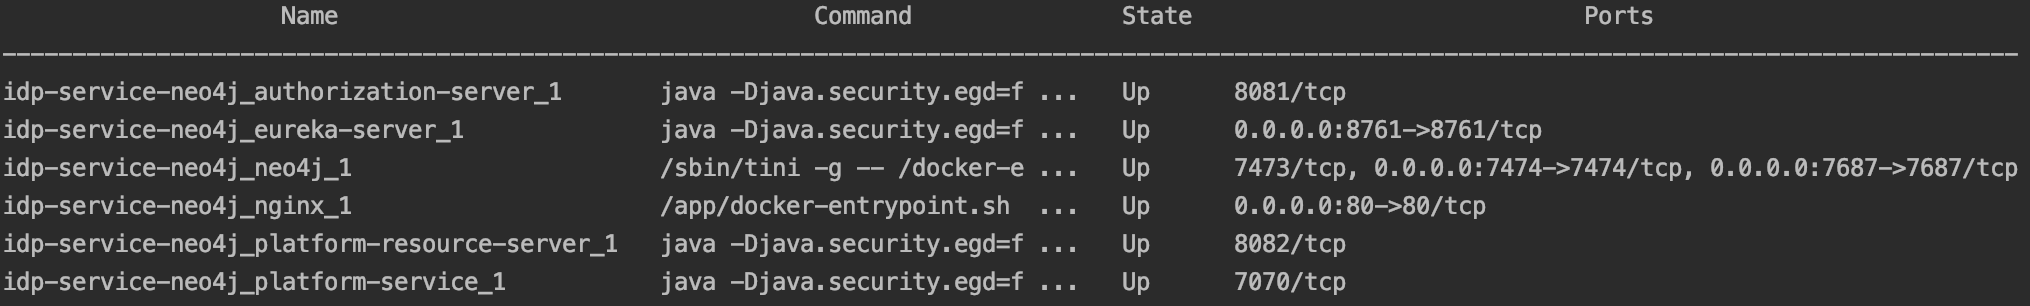 Name Command State Ports
idp-service-neo4j_authorization-server_1 java -Djava.security.egd=f ... Up 8081/tcp
idp-service-neo4j_eureka-server_1 java -Djava.security.egd=f ... Up 0.0.0.0:8761->8761/tcp
idp-service-neo4j_neo4j_1 /sbin/tini -g -- /docker-e ... Up 7473/tcp, 0.0.0.0:7474->7474/tcp, 0.0.0.0:7687->7687/tcp
idp-service-neo4j_nginx_1 /app/docker-entrypoint.sh ... Up 0.0.0.0:80->80/tcp
idp-service-neo4j_platform-resource-server_1 java -Djava.security.egd=f ... Up 8082/tcp
idp-service-neo4j_platform-service_1 java -Djava.security.egd=f ... Up 7070/tcp